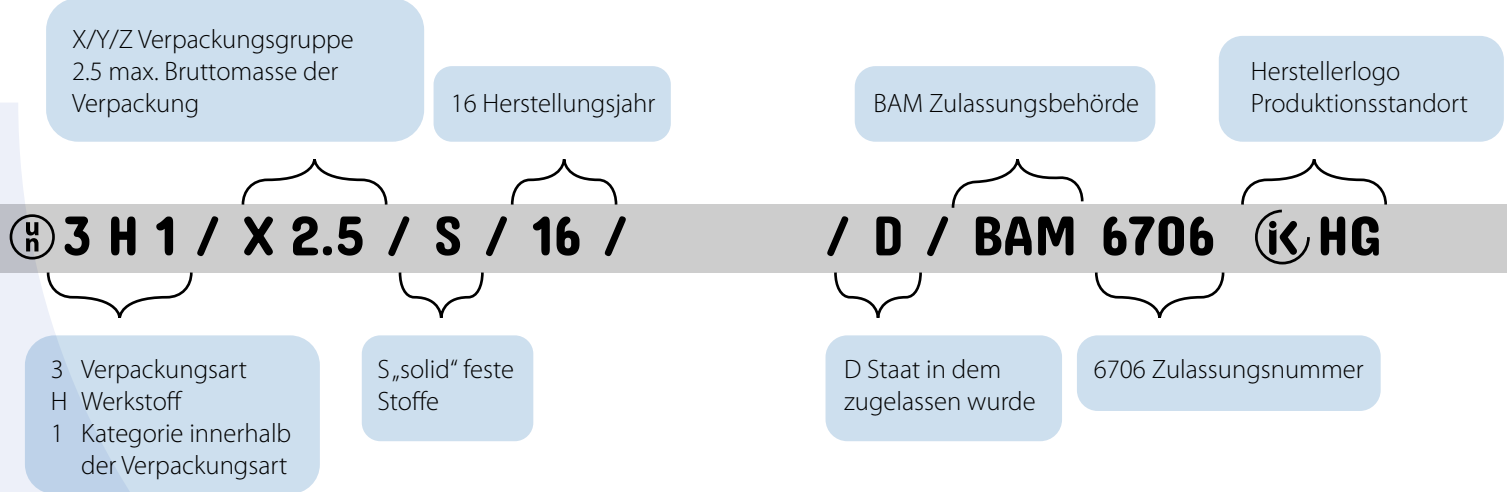 X/Y/Z Verpackungsgruppe
2.5 max. Bruttomasse der
Verpackung
16 Herstellungsjahr
BAM Zulassungsbehörde
Herstellerlogo
Produktionsstandort
un 3 H 1 / X 2.5 / S / 16 / / D / BAM 6706 iK HG
3 Verpackungsart
H Werkstoff
1 Kategorie innerhalb
der Verpackungsart
S„solid“ feste
Stoffe
D Staat in dem
zugelassen wurde
6706 Zulassungsnummer